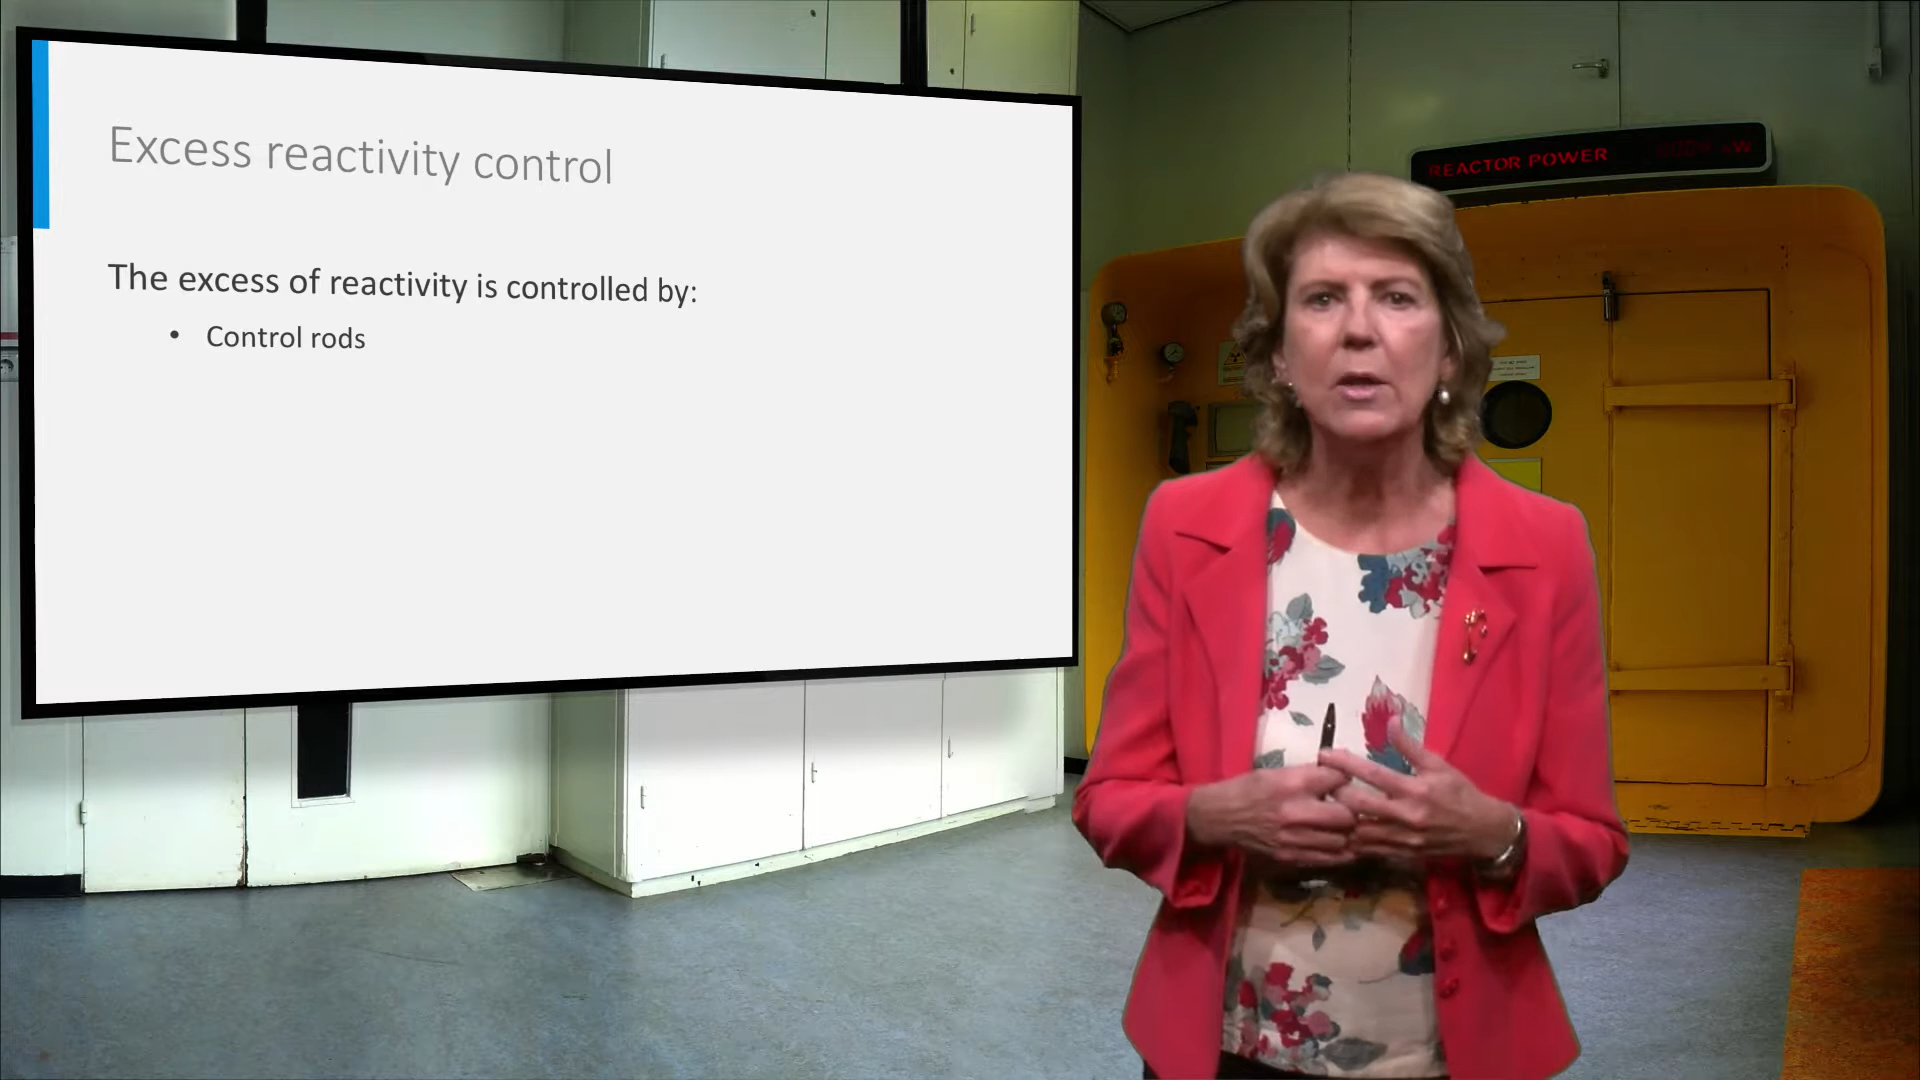 Excess reactivity control
The excess of reactivity is controlled by:
• Control rods
REACTOR POWER